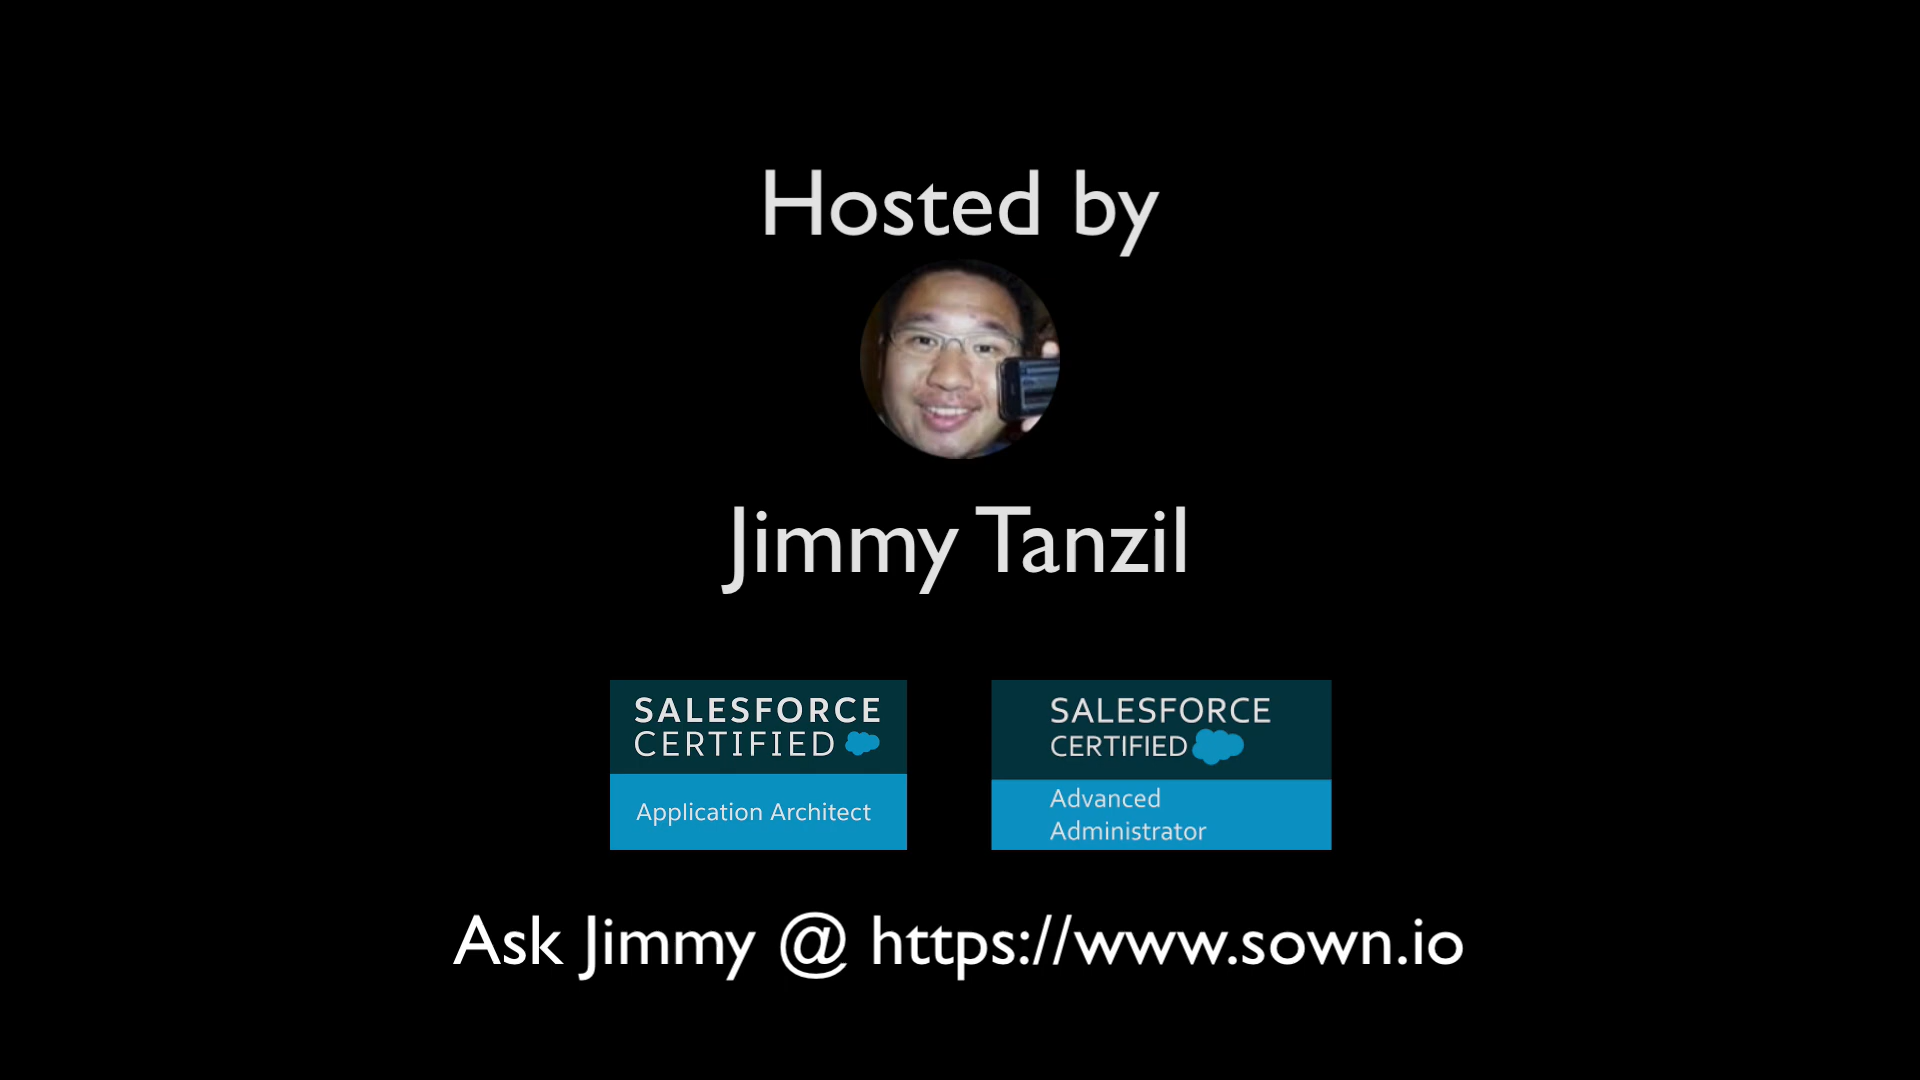 Hosted by
Jimmy Tanzil
SALESFORCE
CERTIFIED
Application Architect
SALESFORCE
CERTIFIED
Advanced
Administrator
Ask Jimmy @ https://www.sown.io